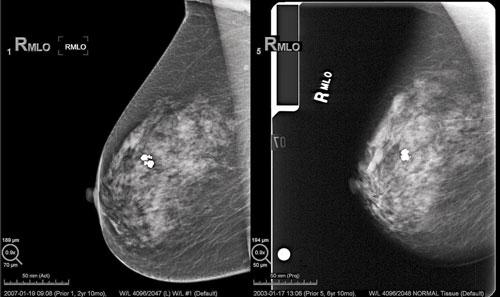 1 RMLO RMLO
189 µm
0.9x
70 µm
50 mm (Act)
2007-01-19 09:08 (Prior 1, 2yr 10mo), W/L 4096/2047 (L) W/L #1 (Default)
5 RMLO
R MLO
07
194 µm
0.9x
50 µm
50 mm (Proj)
2003-01-17 13:06 (Prior 5, 6yr 10mo), W/L 4096/2048 NORMAL Tissue (Default)